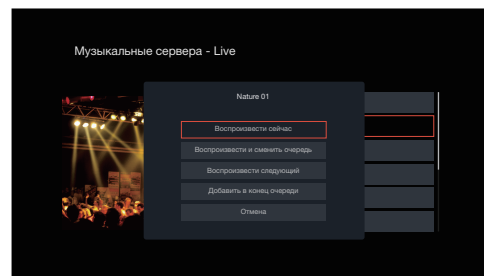 Музыкальные сервера - Live
Nature 01
Воспроизвести сейчас
Воспроизвести и сменить очередь
Воспроизвести следующий
Добавить в конец очереди
Отмена